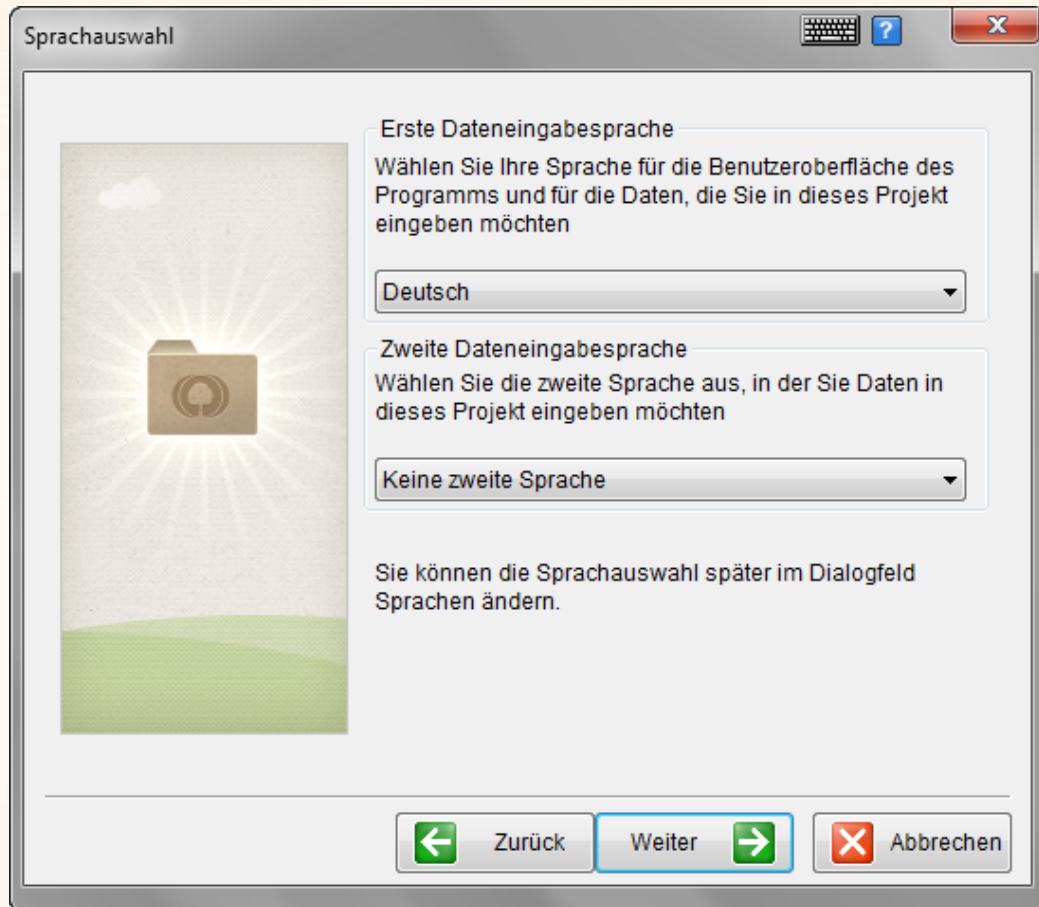 Sprachauswahl
?
X
Erste Dateneingabesprache
Wählen Sie Ihre Sprache für die Benutzeroberfläche des
Programms und für die Daten, die Sie in dieses Projekt
eingeben möchten
Deutsch
Zweite Dateneingabesprache
Wählen Sie die zweite Sprache aus, in der Sie Daten in
dieses Projekt eingeben möchten
Keine zweite Sprache
Sie können die Sprachauswahl später im Dialogfeld
Sprachen ändern.
Zurück
Weiter
Abbrechen